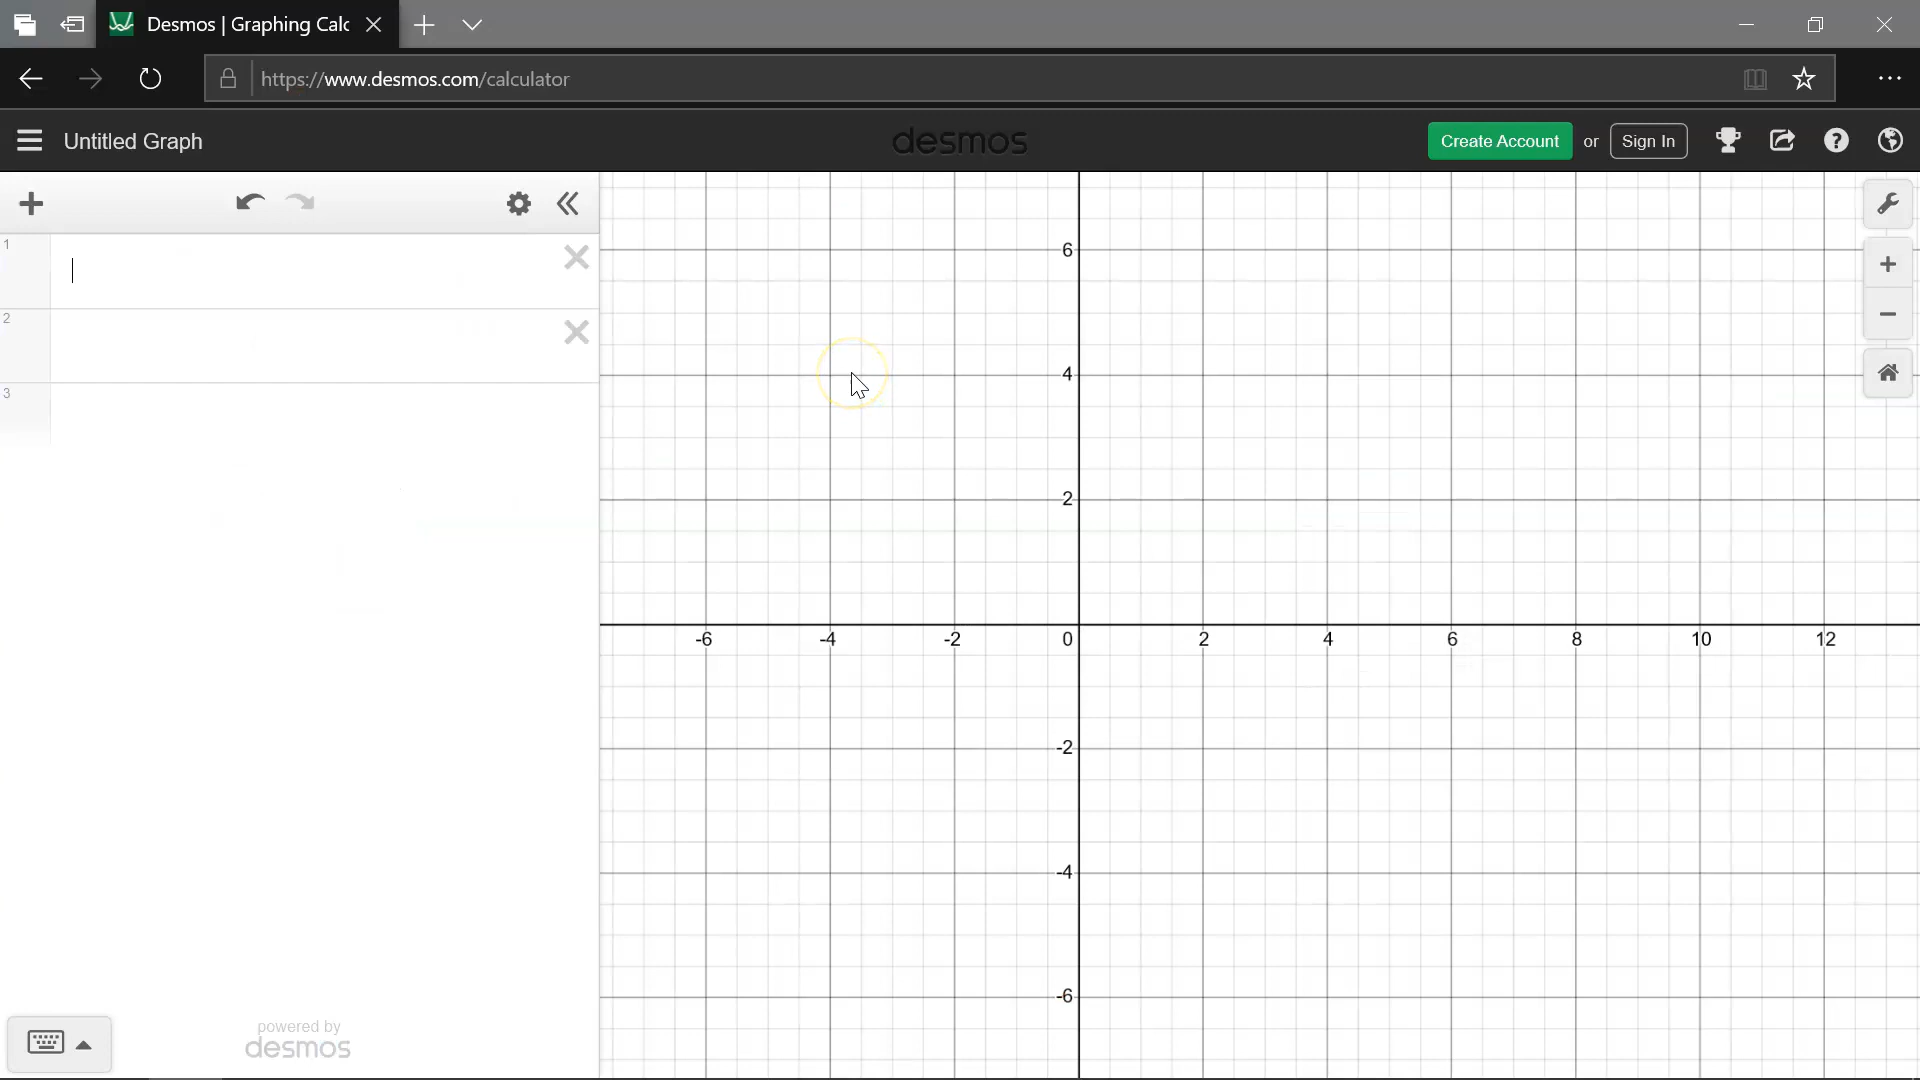 Desmos | Graphing Calc
https://www.desmos.com/calculator
Untitled Graph
desmos
Create Account or Sign In
1
2
3
6
4
2
-6 -4 -2 0 2 4 6 8 10 12
-2
-4
-6
powered by
desmos